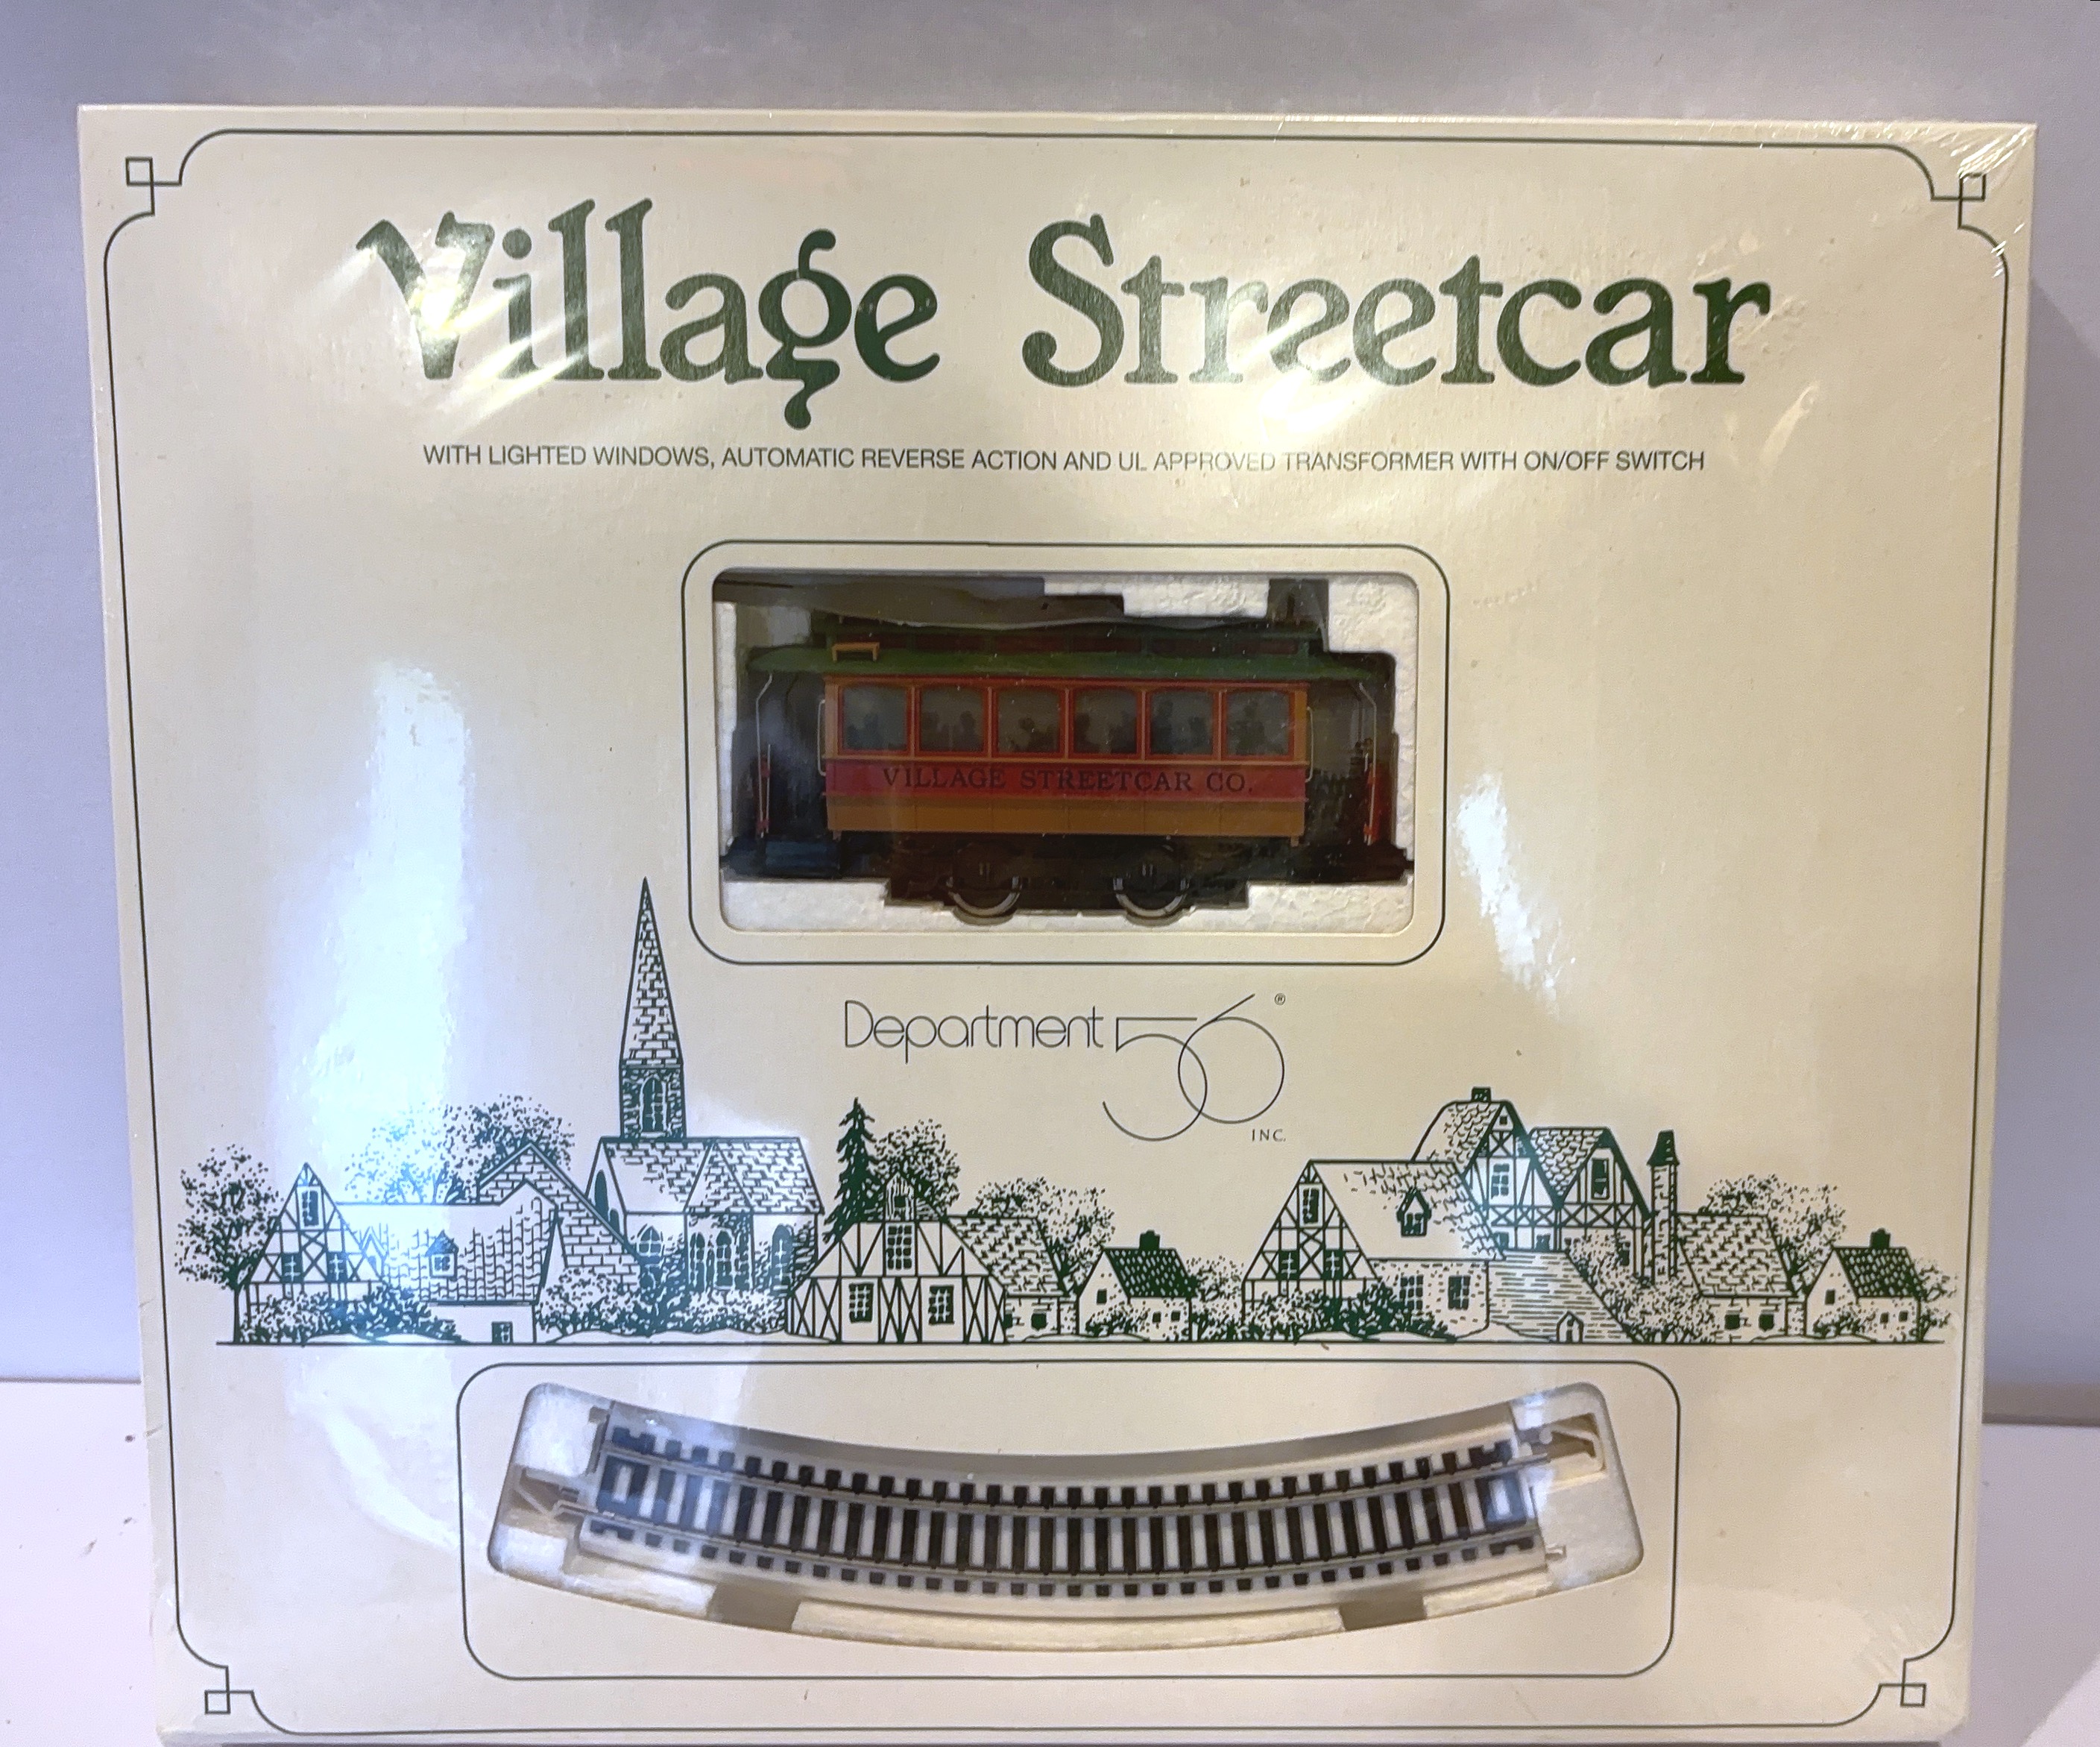 Village Streetcar
WITH LIGHTED WINDOWS, AUTOMATIC REVERSE ACTION AND UL APPROVED TRANSFORMER WITH ON/OFF SWITCH
VILLAGE STREETCAR CO.
Department 56®
INC.